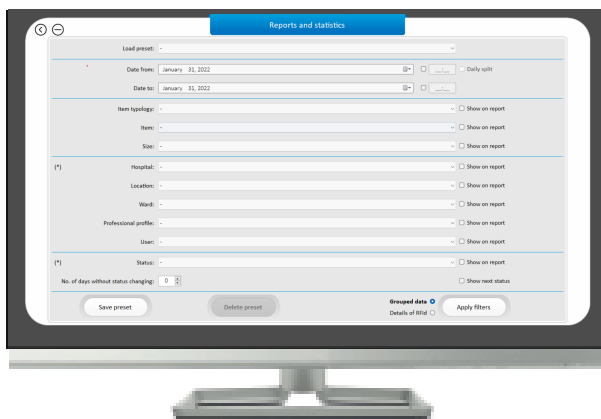 Reports and statistics
Load preset: -
Date from: January 31, 2022 __:__ Daily split
Date to: January 31, 2022 __:__
Item typology: - Show on report
Item: - Show on report
Size: - Show on report
(*) Hospital: - Show on report
Location: - Show on report
Ward: - Show on report
Professional profile: - Show on report
User: - Show on report
(*) Status: - Show on report
No. of days without status changing: 0 Show next status
Save preset Delete preset Grouped data Apply filters
Details of RFid